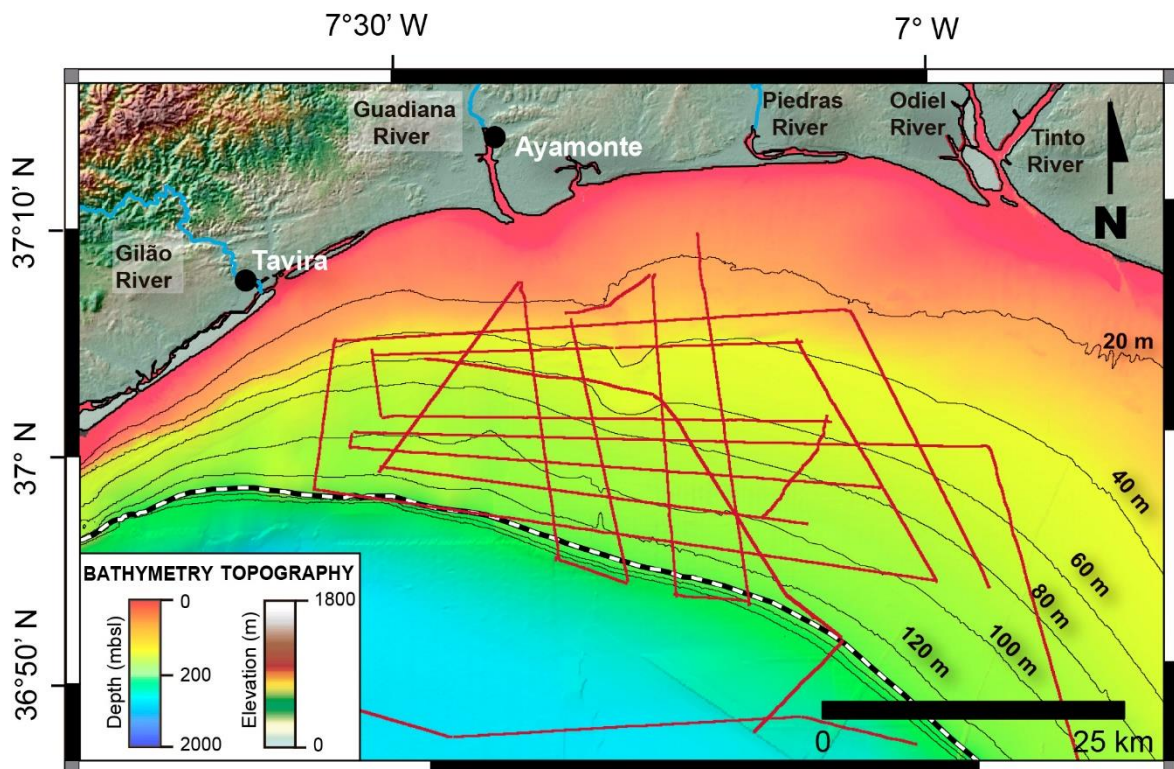 7°30' W
7° W
Guadiana
River
Piedras
River
Odiel
River
Tinto
River
Ayamonte
N
37°10' N
Gilão
River
Tavira
20 m
37° N
40 m
60 m
80 m
100 m
120 m
36°50' N
BATHYMETRY TOPOGRAPHY
Depth (mbsl)
0
200
2000
Elevation (m)
1800
0
0
25 km